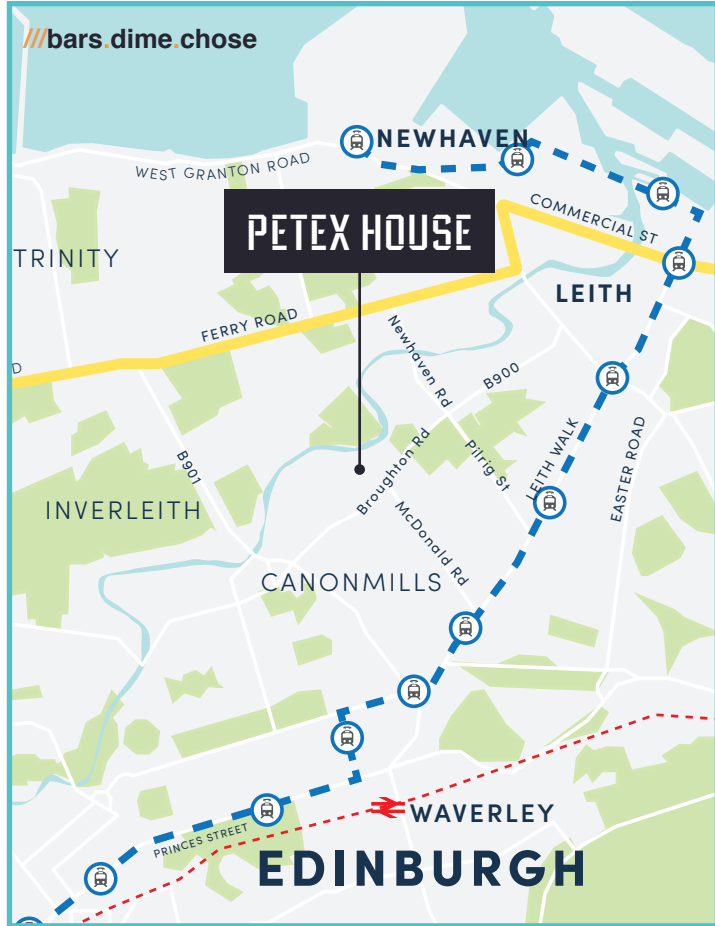 ///bars.dime.chose
NEWHAVEN
WEST GRANTON ROAD
COMMERCIAL ST
PETEX HOUSE
TRINITY
LEITH
FERRY ROAD
Newhaven Rd
D
B900
B901
Broughton Rd
Pilrig St
LEITH WALK
EASTER ROAD
INVERLEITH
McDonald Rd
CANONMILLS
WAVERLEY
PRINCES STREET
EDINBURGH